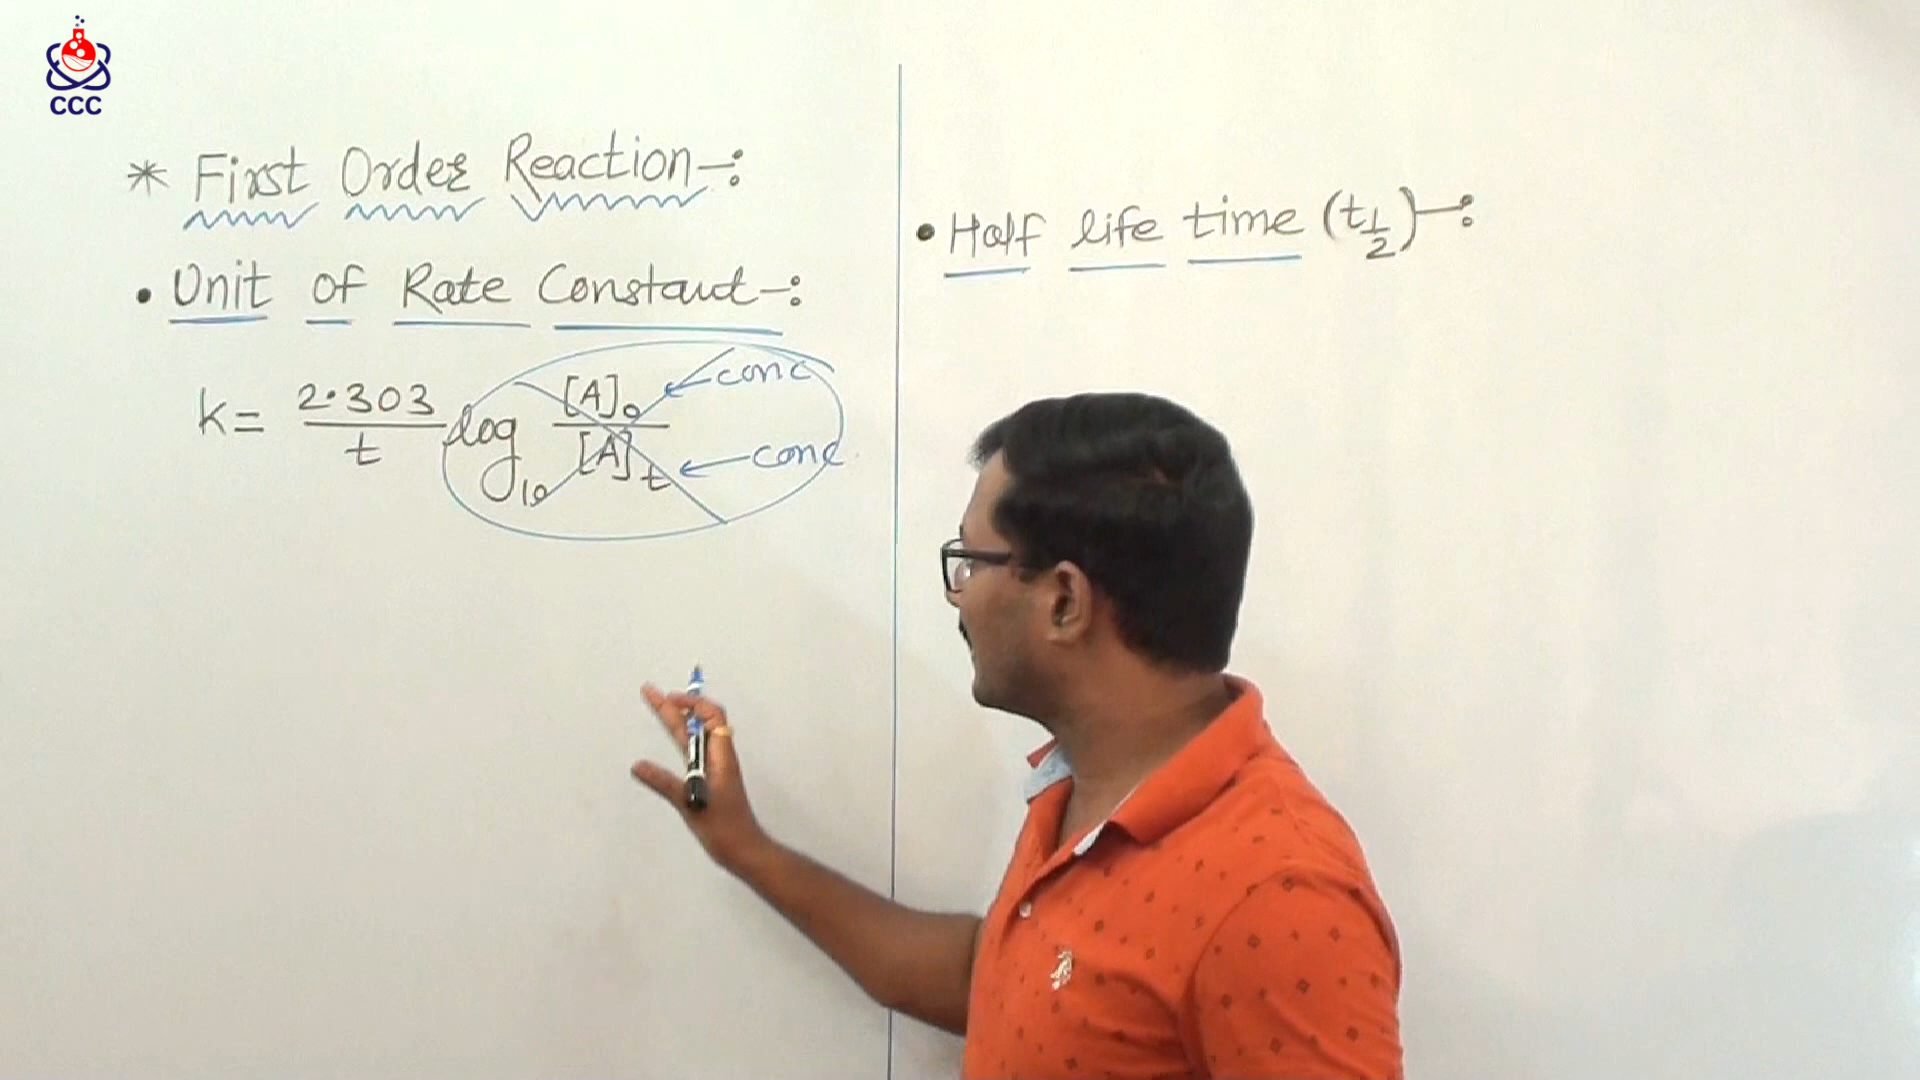 CCC
* First Order Reaction-:
• Unit of Rate Constant-:
k = 2.303/t log₁₀ [A]₀/[A]t
conc
conc
• Half life time (t1/2)-: